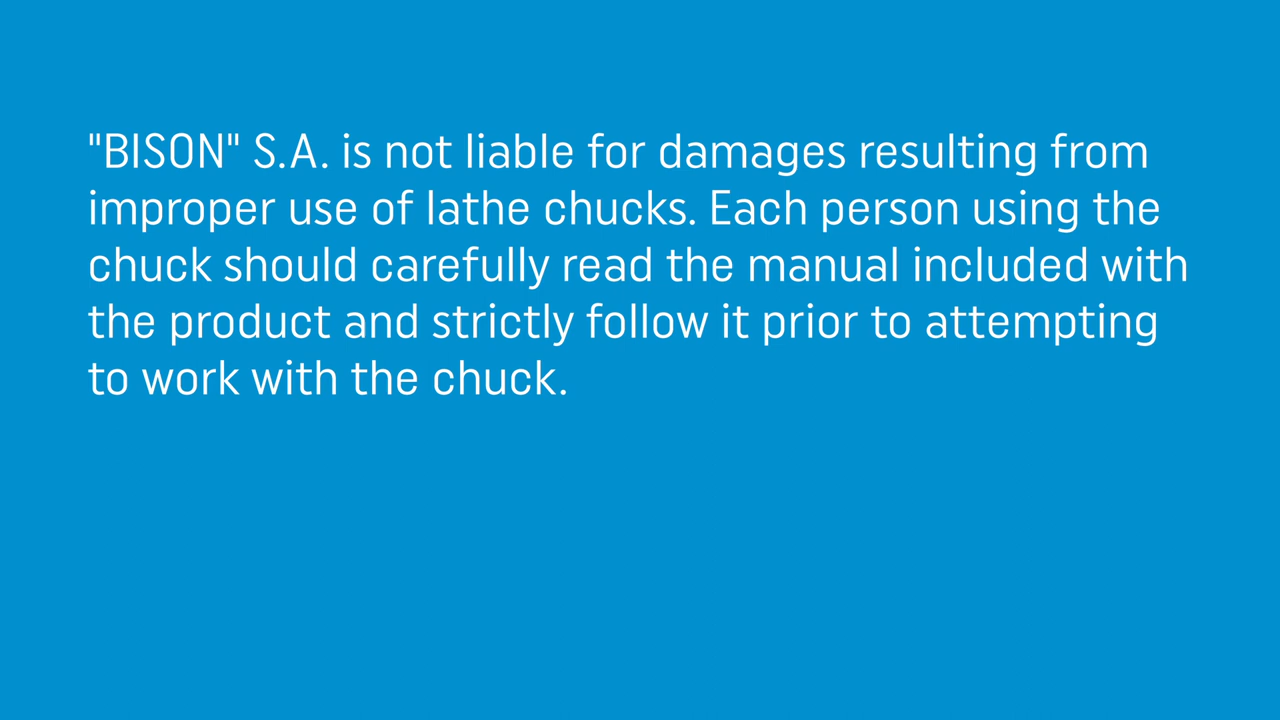 "BISON" S.A. is not liable for damages resulting from
improper use of lathe chucks. Each person using the
chuck should carefully read the manual included with
the product and strictly follow it prior to attempting
to work with the chuck.